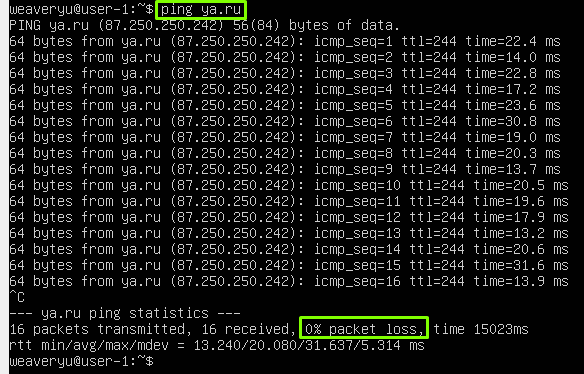 weaveryu@user-1:~$ ping ya.ru
PING ya.ru (87.250.250.242) 56(84) bytes of data.
64 bytes from ya.ru (87.250.250.242): icmp_seq=1 ttl=244 time=22.4 ms
64 bytes from ya.ru (87.250.250.242): icmp_seq=2 ttl=244 time=14.0 ms
64 bytes from ya.ru (87.250.250.242): icmp_seq=3 ttl=244 time=22.8 ms
64 bytes from ya.ru (87.250.250.242): icmp_seq=4 ttl=244 time=17.2 ms
64 bytes from ya.ru (87.250.250.242): icmp_seq=5 ttl=244 time=23.6 ms
64 bytes from ya.ru (87.250.250.242): icmp_seq=6 ttl=244 time=30.8 ms
64 bytes from ya.ru (87.250.250.242): icmp_seq=7 ttl=244 time=19.0 ms
64 bytes from ya.ru (87.250.250.242): icmp_seq=8 ttl=244 time=20.3 ms
64 bytes from ya.ru (87.250.250.242): icmp_seq=9 ttl=244 time=13.7 ms
64 bytes from ya.ru (87.250.250.242): icmp_seq=10 ttl=244 time=20.5 ms
64 bytes from ya.ru (87.250.250.242): icmp_seq=11 ttl=244 time=19.6 ms
64 bytes from ya.ru (87.250.250.242): icmp_seq=12 ttl=244 time=17.9 ms
64 bytes from ya.ru (87.250.250.242): icmp_seq=13 ttl=244 time=13.2 ms
64 bytes from ya.ru (87.250.250.242): icmp_seq=14 ttl=244 time=20.6 ms
64 bytes from ya.ru (87.250.250.242): icmp_seq=15 ttl=244 time=31.6 ms
64 bytes from ya.ru (87.250.250.242): icmp_seq=16 ttl=244 time=13.9 ms
^C
--- ya.ru ping statistics ---
16 packets transmitted, 16 received, 0% packet loss, time 15023ms
rtt min/avg/max/mdev = 13.240/20.080/31.637/5.314 ms
weaveryu@user-1:~$